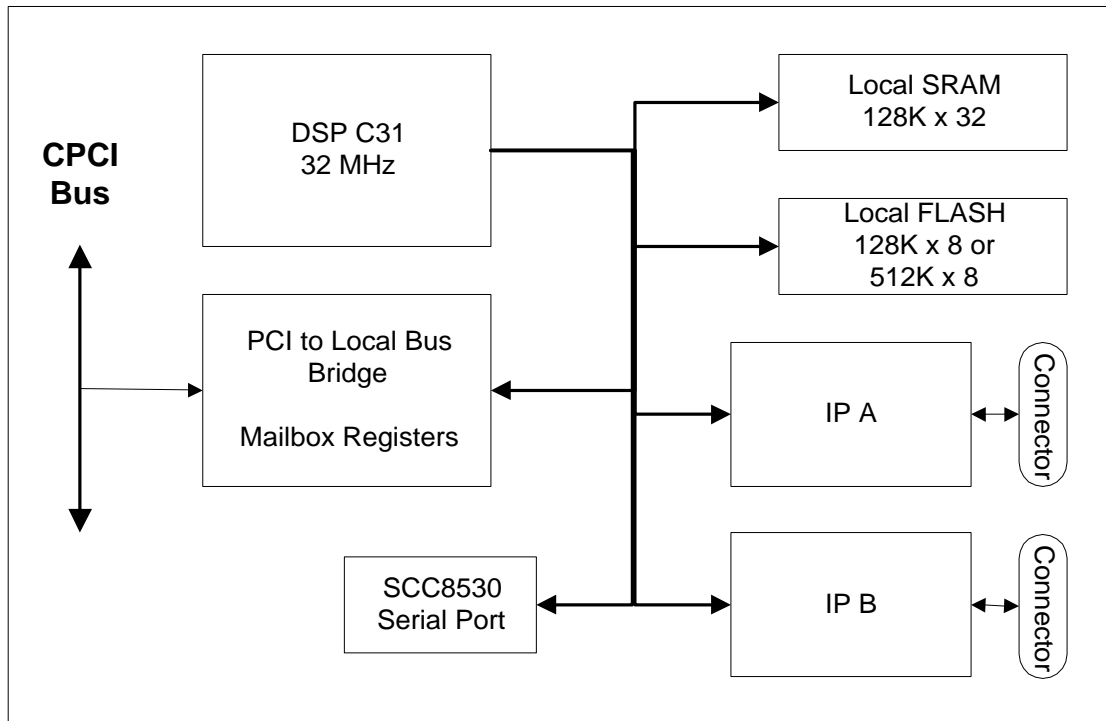 CPCI
Bus
DSP C31
32 MHz
Local SRAM
128K x 32
Local FLASH
128K x 8 or
512K x 8
PCI to Local Bus
Bridge
Mailbox Registers
IP A
Connector
SCC8530
Serial Port
IP B
Connector